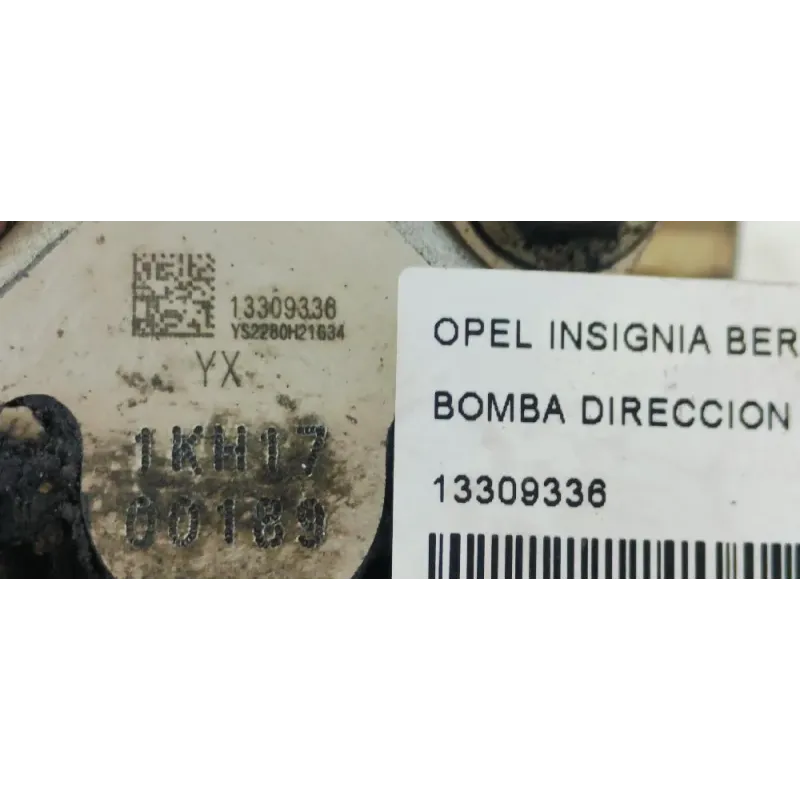 13309336
YS2280H21634
YX
1KH17
00189
OPEL INSIGNIA BER
BOMBA DIRECCION
13309336